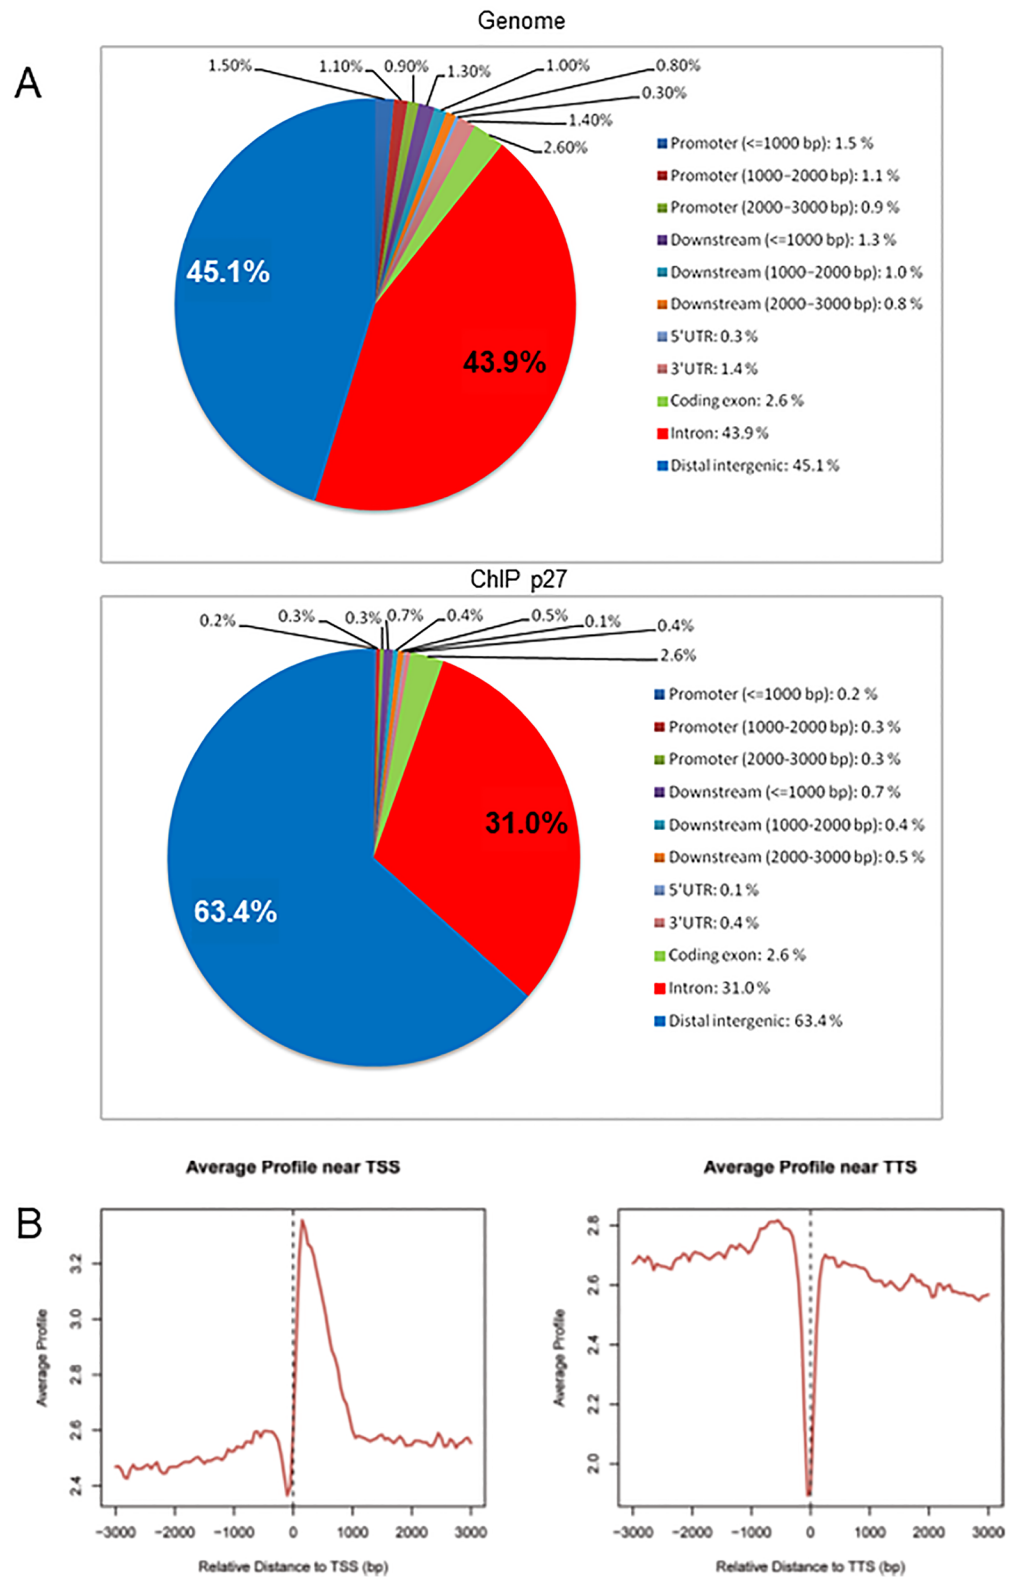 Genome
A
1.50%
1.10%
0.90%
1.30%
1.00%
0.80%
0.30%
1.40%
2.60%
45.1%
43.9%
Promoter (<=1000 bp): 1.5 %
Promoter (1000-2000 bp): 1.1 %
Promoter (2000-3000 bp): 0.9 %
Downstream (<=1000 bp): 1.3 %
Downstream (1000-2000 bp): 1.0 %
Downstream (2000-3000 bp): 0.8 %
5'UTR: 0.3 %
3'UTR: 1.4 %
Coding exon: 2.6 %
Intron: 43.9 %
Distal intergenic: 45.1 %
ChIP p27
0.2%
0.3%
0.3%
0.7%
0.4%
0.5%
0.1%
0.4%
2.6%
31.0%
63.4%
Promoter (<=1000 bp): 0.2 %
Promoter (1000-2000 bp): 0.3 %
Promoter (2000-3000 bp): 0.3 %
Downstream (<=1000 bp): 0.7 %
Downstream (1000-2000 bp): 0.4 %
Downstream (2000-3000 bp): 0.5 %
5'UTR: 0.1 %
3'UTR: 0.4 %
Coding exon: 2.6 %
Intron: 31.0 %
Distal intergenic: 63.4 %
B
Average Profile near TSS
Average Profile
3.2
3.0
2.8
2.6
2.4
−3000 −2000 −1000 0 1000 2000 3000
Relative Distance to TSS (bp)
Average Profile near TTS
Average Profile
2.8
2.6
2.4
2.2
2.0
−3000 −2000 −1000 0 1000 2000 3000
Relative Distance to TTS (bp)